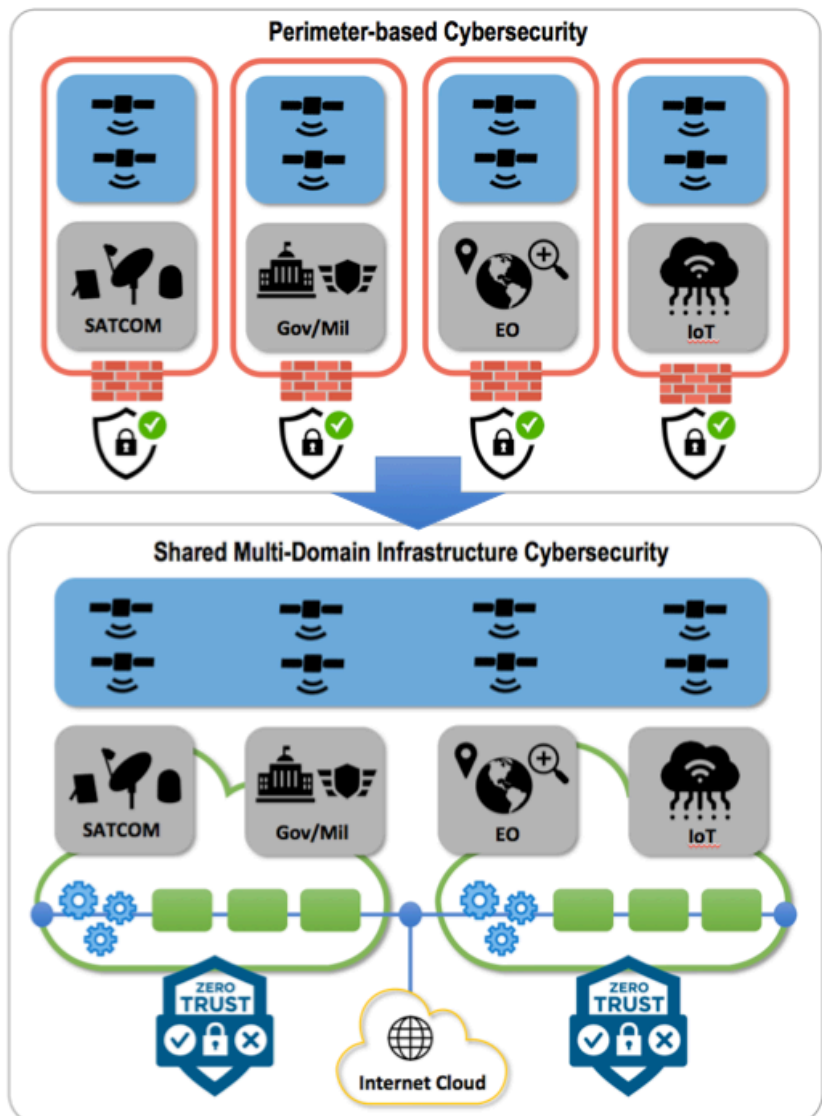 Perimeter-based Cybersecurity
SATCOM
Gov/Mil
EO
IoT
Shared Multi-Domain Infrastructure Cybersecurity
SATCOM
Gov/Mil
EO
IoT
ZERO
TRUST
ZERO
TRUST
Internet Cloud